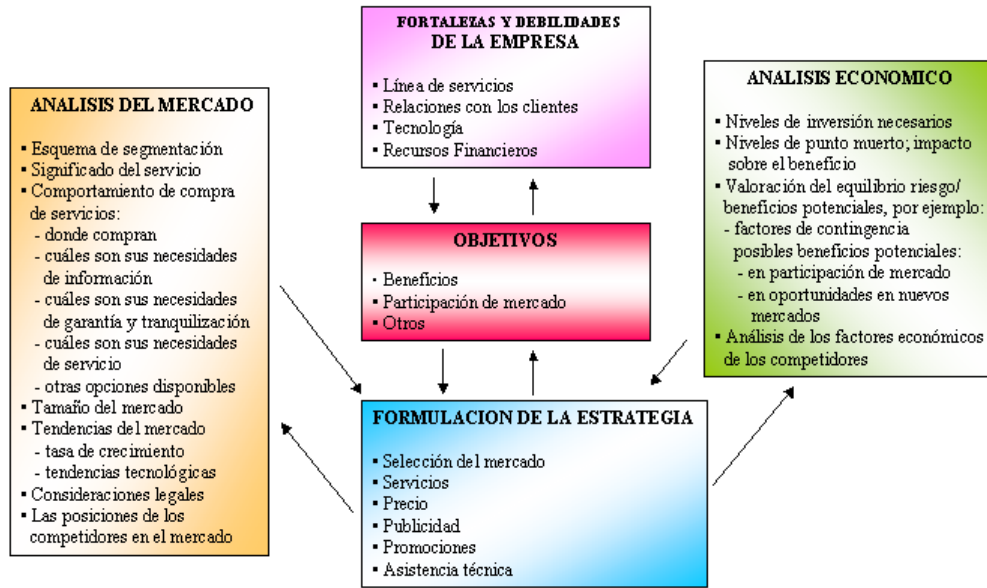 FORTALEZAS Y DEBILIDADES
DE LA EMPRESA
▪ Línea de servicios
▪ Relaciones con los clientes
▪ Tecnología
▪ Recursos Financieros
ANALISIS DEL MERCADO
▪ Esquema de segmentación
▪ Significado del servicio
▪ Comportamiento de compra
de servicios:
- donde compran
- cuáles son sus necesidades
de información
- cuáles son sus necesidades
de garantía y tranquilización
- cuáles son sus necesidades
de servicio
- otras opciones disponibles
▪ Tamaño del mercado
▪ Tendencias del mercado
- tasa de crecimiento
- tendencias tecnológicas
▪ Consideraciones legales
▪ Las posiciones de los
competidores en el mercado
OBJETIVOS
· Beneficios
▪ Participación de mercado
▪ Otros
ANALISIS ECONOMICO
▪ Niveles de inversión necesarios
▪ Niveles de punto muerto; impacto
sobre el beneficio
▪ Valoración del equilibrio riesgo/
beneficios potenciales, por ejemplo:
- factores de contingencia
posibles beneficios potenciales:
- en participación de mercado
- en oportunidades en nuevos
mercados
▪ Análisis de los factores económicos
de los competidores
FORMULACION DE LA ESTRATEGIA
▪ Selección del mercado
▪ Servicios
▪ Precio
▪ Publicidad
▪ Promociones
▪ Asistencia técnica